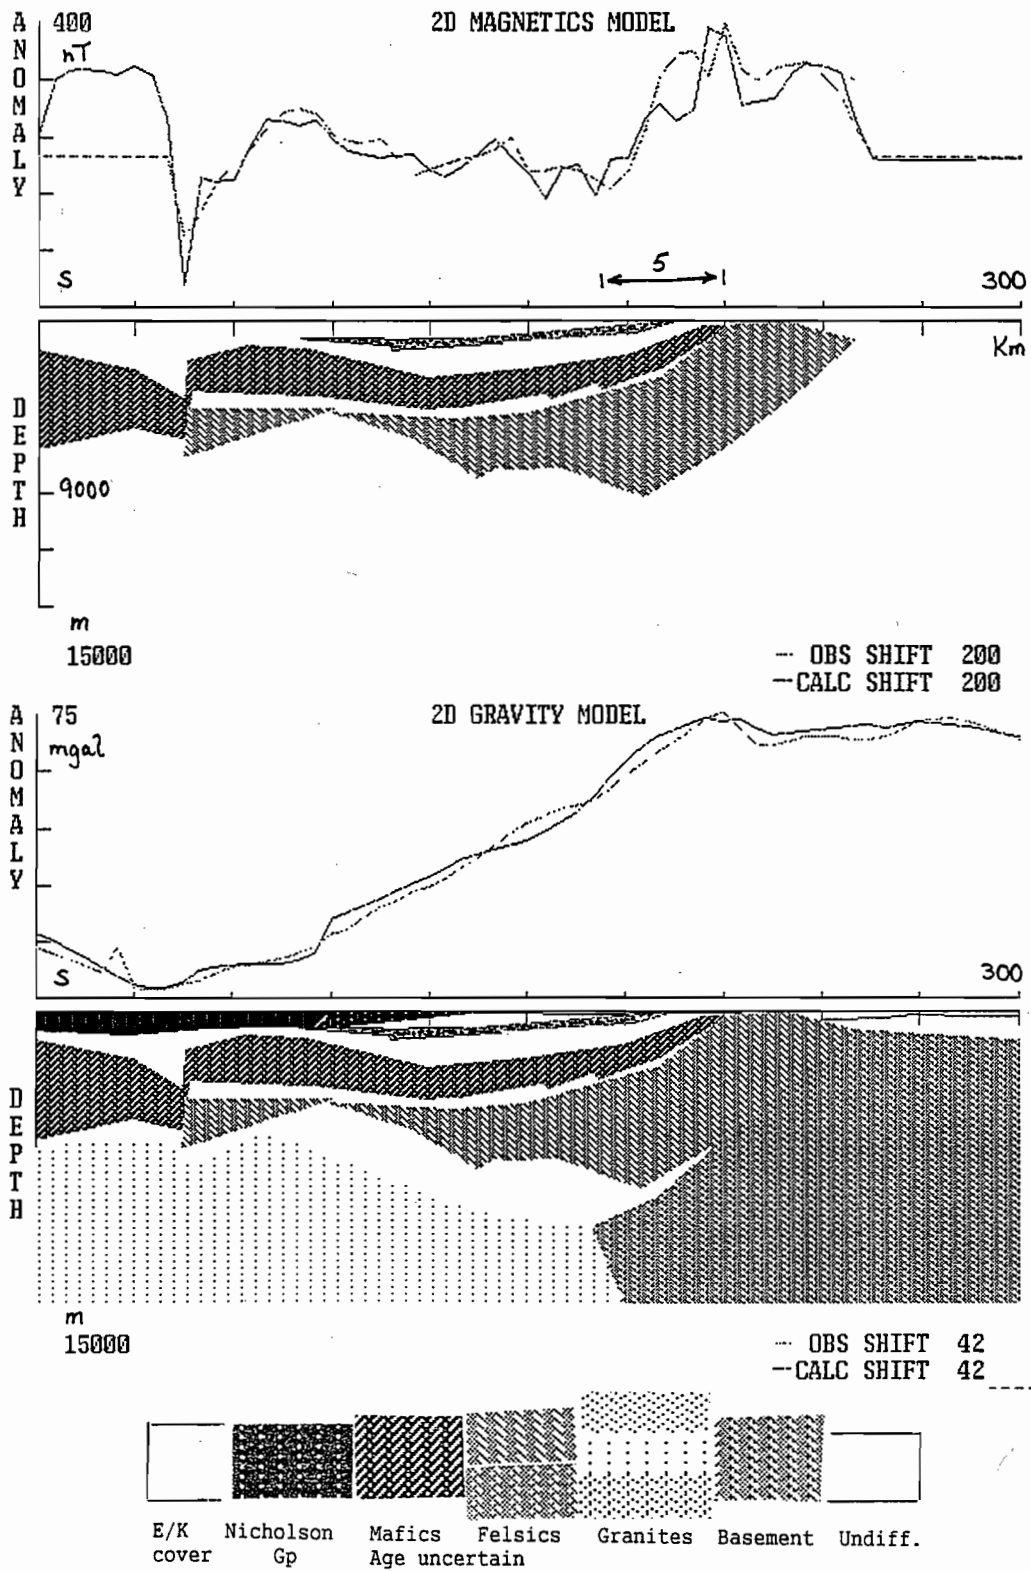 2D MAGNETICS MODEL
ANOMALY
400
nT
S
5
300
Km
DEPTH
9000
m
15000
--- OBS SHIFT 200
— CALC SHIFT 200
2D GRAVITY MODEL
ANOMALY
75
mgal
S
300
DEPTH
m
15000
--- OBS SHIFT 42
— CALC SHIFT 42
E/K cover
Nicholson Gp
Mafics
Felsics
Age uncertain
Granites
Basement
Undiff.